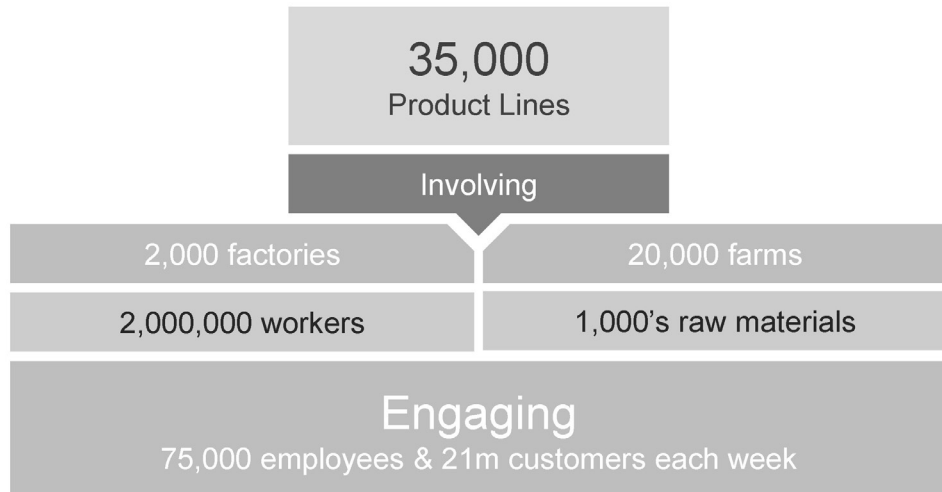 35,000
Product Lines
Involving
2,000 factories
20,000 farms
2,000,000 workers
1,000’s raw materials
Engaging
75,000 employees & 21m customers each week